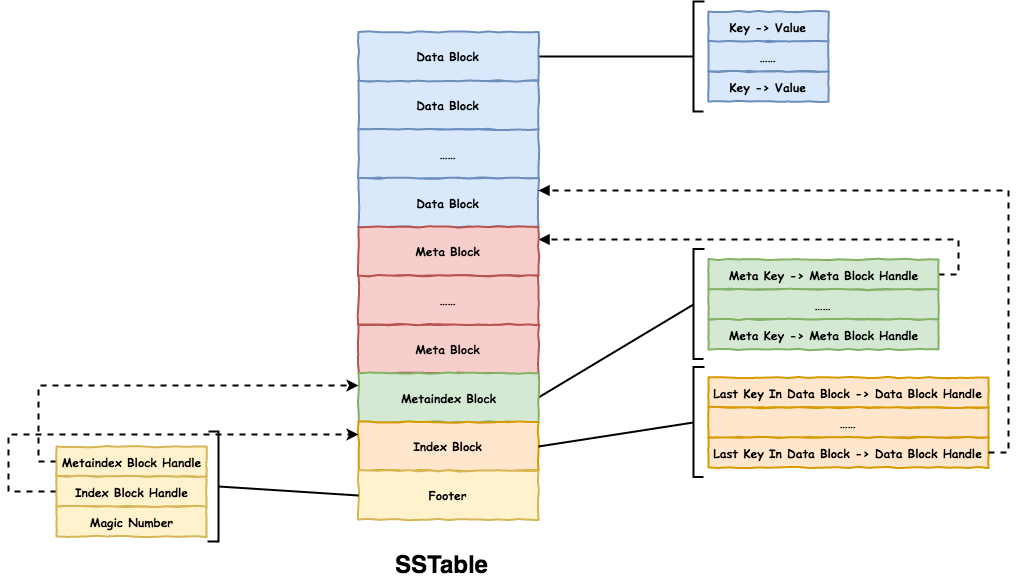 Data Block
Data Block
......
Data Block
Meta Block
......
Meta Block
Metaindex Block
Index Block
Footer
Key -> Value
......
Key -> Value
Meta Key -> Meta Block Handle
......
Meta Key -> Meta Block Handle
Last Key In Data Block -> Data Block Handle
......
Last Key In Data Block -> Data Block Handle
Metaindex Block Handle
Index Block Handle
Magic Number
SSTable